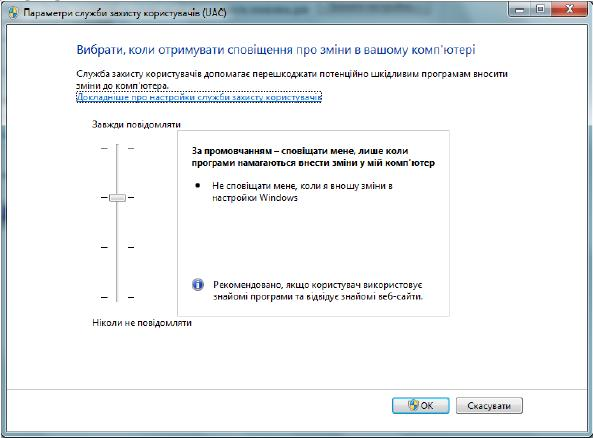 Параметри служби захисту користувачів (UAC)
Вибрати, коли отримувати сповіщення про зміни в вашому комп'ютері
Служба захисту користувачів допомагає перешкоджати потенційно шкідливим програмам вносити
зміни до комп'ютера.
Докладніше про настройки служби захисту користувачів
Завжди повідомляти
За промовчанням – сповіщати мене, лише коли
програми намагаються внести зміни у мій комп'ютер
• Не сповіщати мене, коли я вношу зміни в
настройки Windows
Рекомендовано, якщо користувач використовує
знайомі програми та відвідує знайомі веб-сайти.
Ніколи не повідомляти
OK
Скасувати